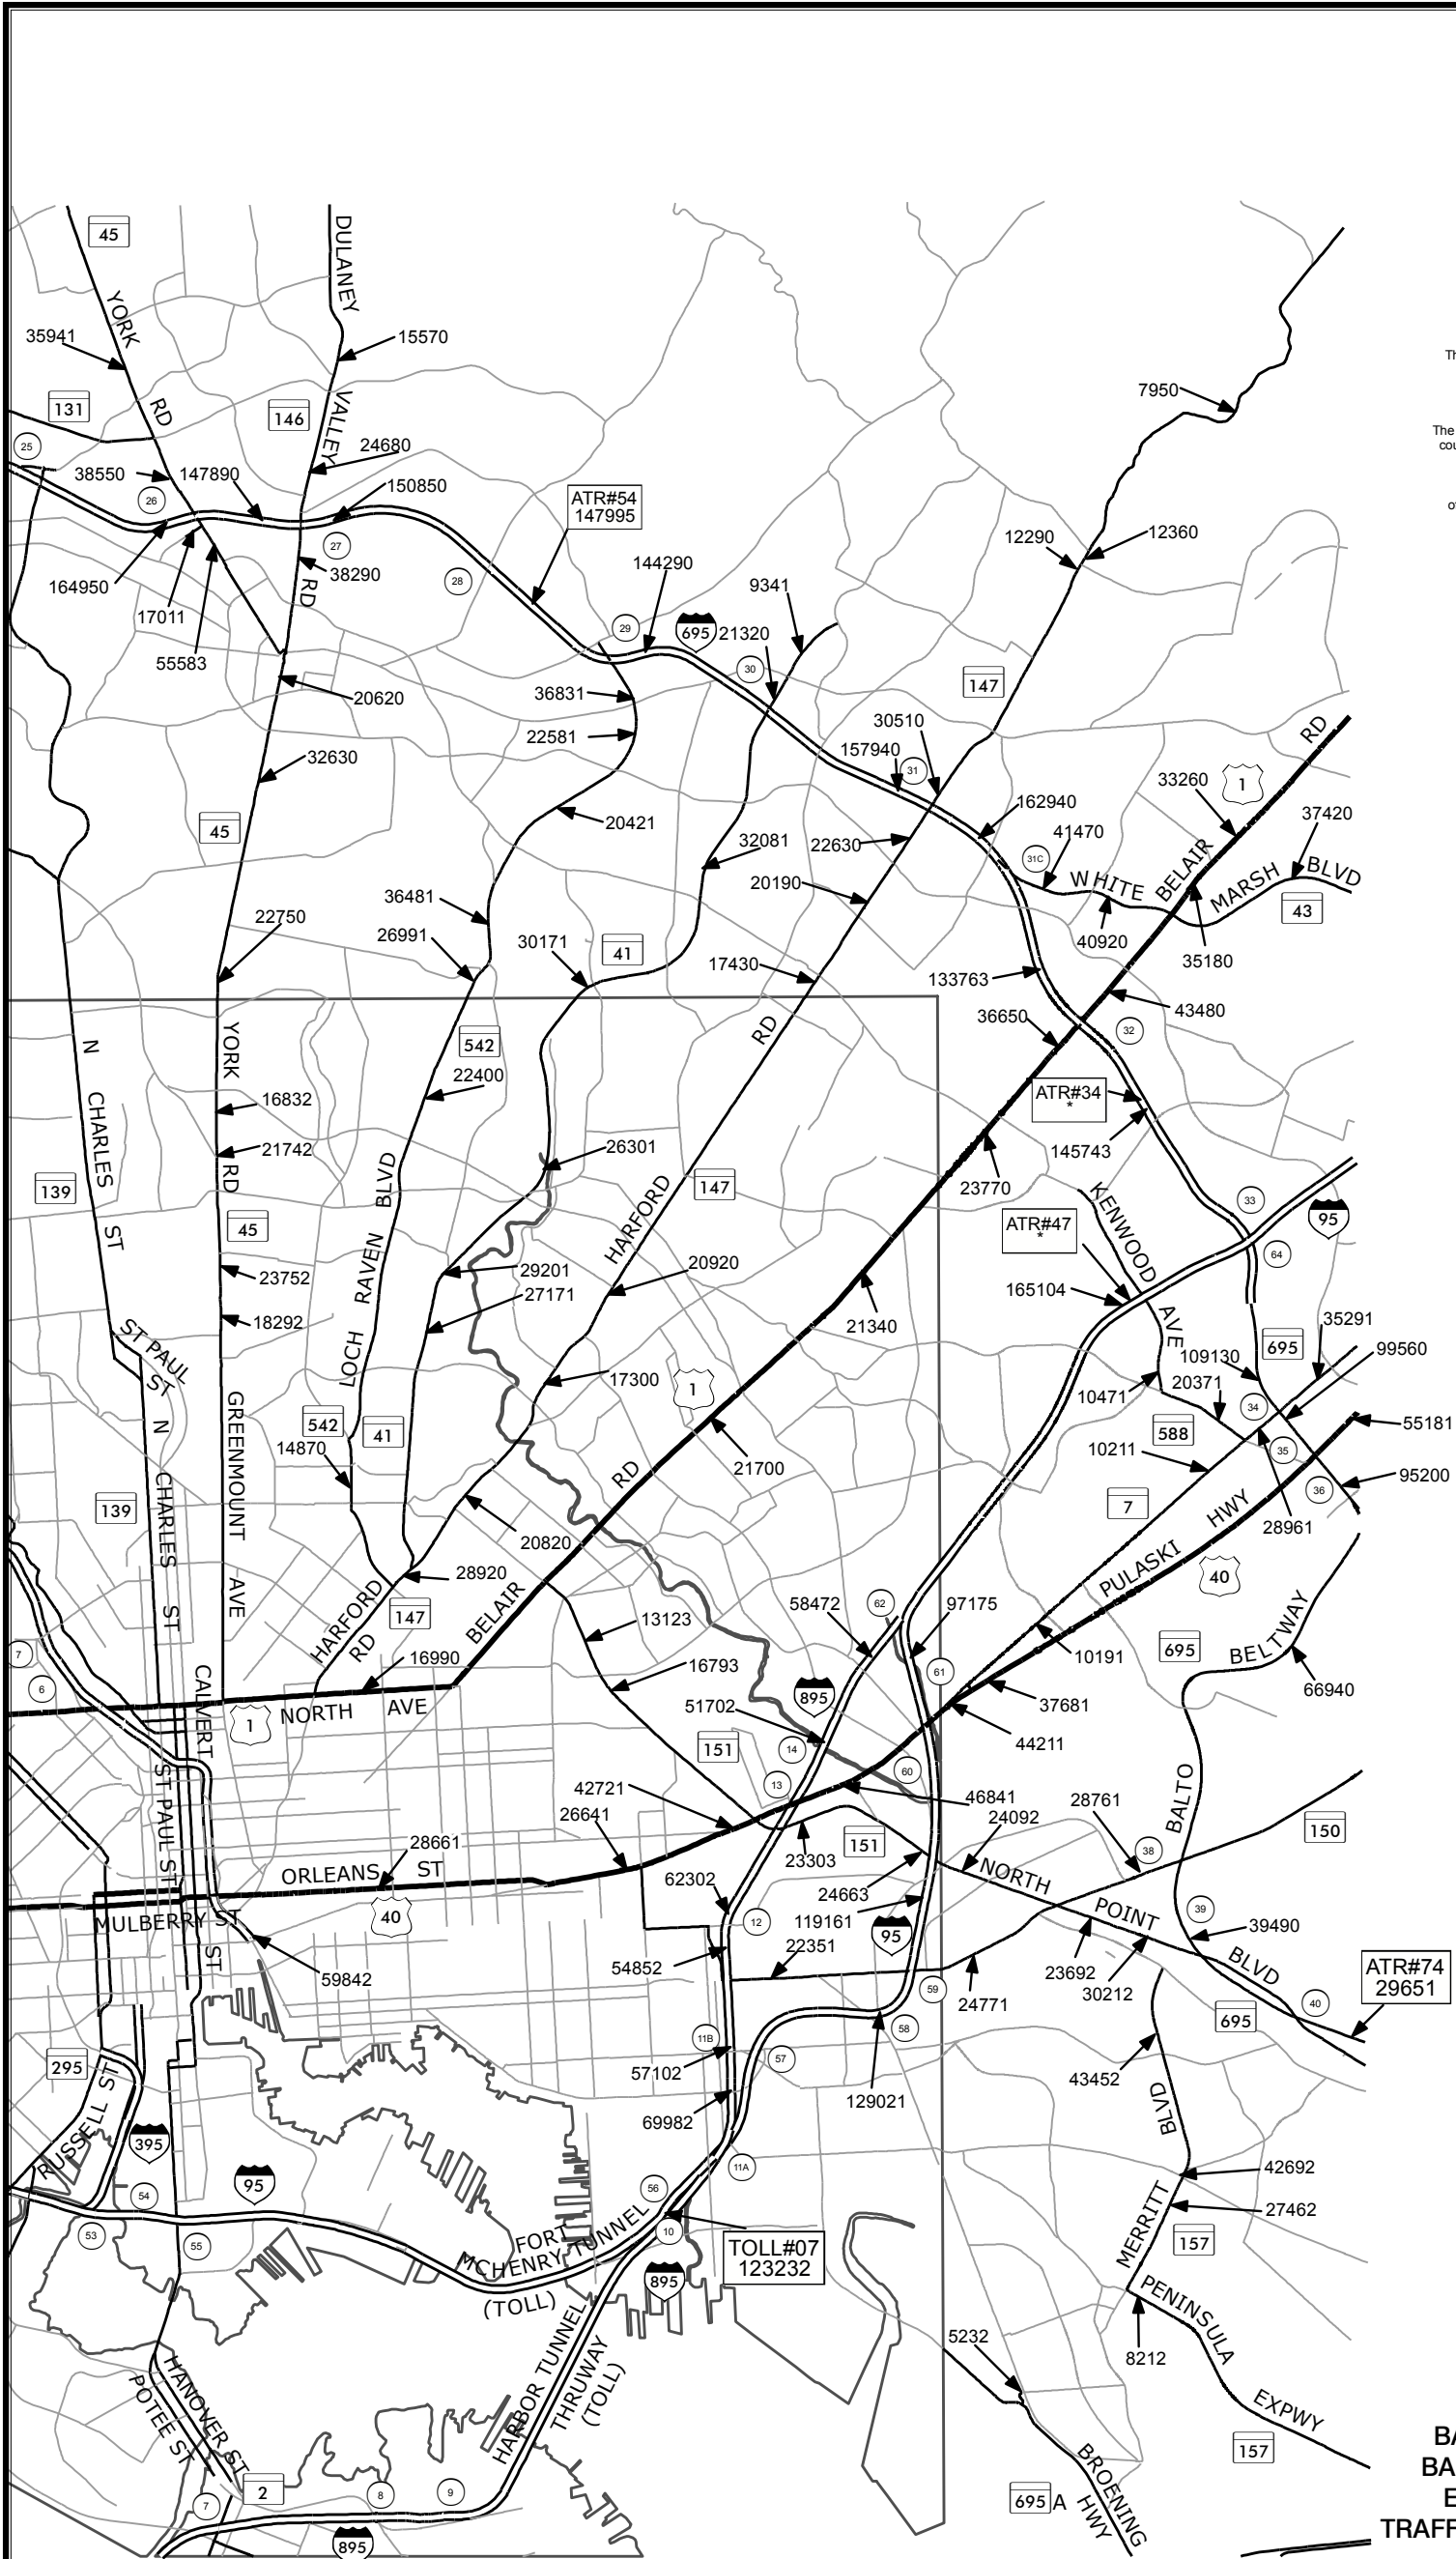 45
DULANEY
YORK
35941
15570
Th
131
146
RD
VALLEY
7950
The
cou
25
24680
38550
147890
26
150850
ATR#54
147995
o
27
12290
12360
164950
38290
RD
28
144290
9341
17011
29
695
21320
55583
30
147
20620
36831
30510
RD
22581
157940
31
32630
1
33260
162940
37420
45
20421
41470
32081
22630
31C
BELAIR
WHITE
MARSH
BLVD
20190
36481
43
22750
26991
30171
41
40920
17430
35180
133763
43480
YORK
RD
36650
32
N
542
22400
ATR#34
*
16832
CHARLES
26301
21742
145743
BLVD
RD
139
147
23770
KENWOOD
33
HARFORD
ATR#47
*
95
ST
45
RAVEN
64
23752
29201
20920
27171
165104
18292
21340
AVE
35291
ST PAUL
ST
LOCH
695
99560
109130
17300
1
20371
10471
34
N
GREENMOUNT
542
41
588
55181
14870
10211
35
RD
21700
95200
CHARLES
36
139
7
HWY
28961
20820
PULASKI
40
28920
AVE
HARFORD
RD
BELAIR
58472
62
97175
ST
147
13123
BELTWAY
7
695
10191
16990
16793
61
6
CALVERT
895
66940
NORTH
AVE
37681
1
51702
14
44211
151
ST PAUL ST
13
60
BALTO
42721
46841
28761
26641
24092
150
28661
151
38
23303
ORLEANS
ST
NORTH
62302
24663
POINT
MULBERRY ST
40
12
119161
39
95
39490
ST
22351
BLVD
54852
59842
23692
ATR#74
29651
30212
59
24771
40
58
695
11B
295
57
57102
43452
129021
RUSSELL ST
69982
BLVD
395
11A
42692
95
54
56
27462
FORT
MCHENRY TUNNEL
53
10
MERRITT
55
TOLL#07
123232
157
895
(TOLL)
PENINSULA
HARBOR TUNNEL
THRUWAY
(TOLL)
5232
8212
HANOVER ST
POTEE ST
EXPWY
BA
157
BA
BROENING
HWY
2
8
9
E
7
695 A
TRAFF
895